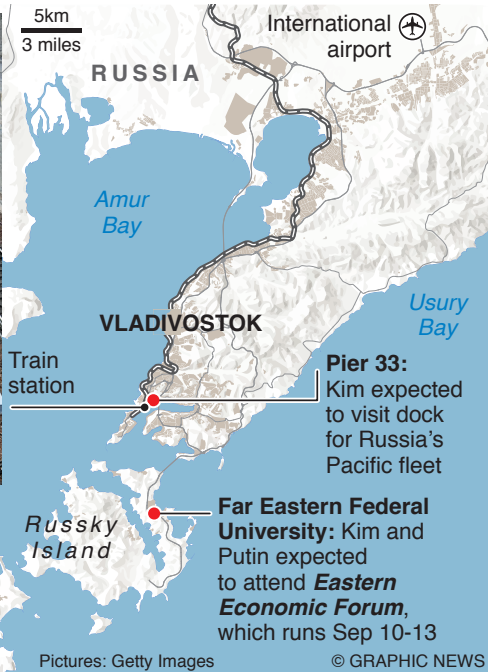 5km
3 miles
International
airport
RUSSIA
Amur
Bay
Usury
Bay
VLADIVOSTOK
Train
station
Pier 33:
Kim expected
to visit dock
for Russia's
Pacific fleet
Russky
Island
Far Eastern Federal
University: Kim and
Putin expected
to attend Eastern
Economic Forum,
which runs Sep 10-13
Pictures: Getty Images
© GRAPHIC NEWS